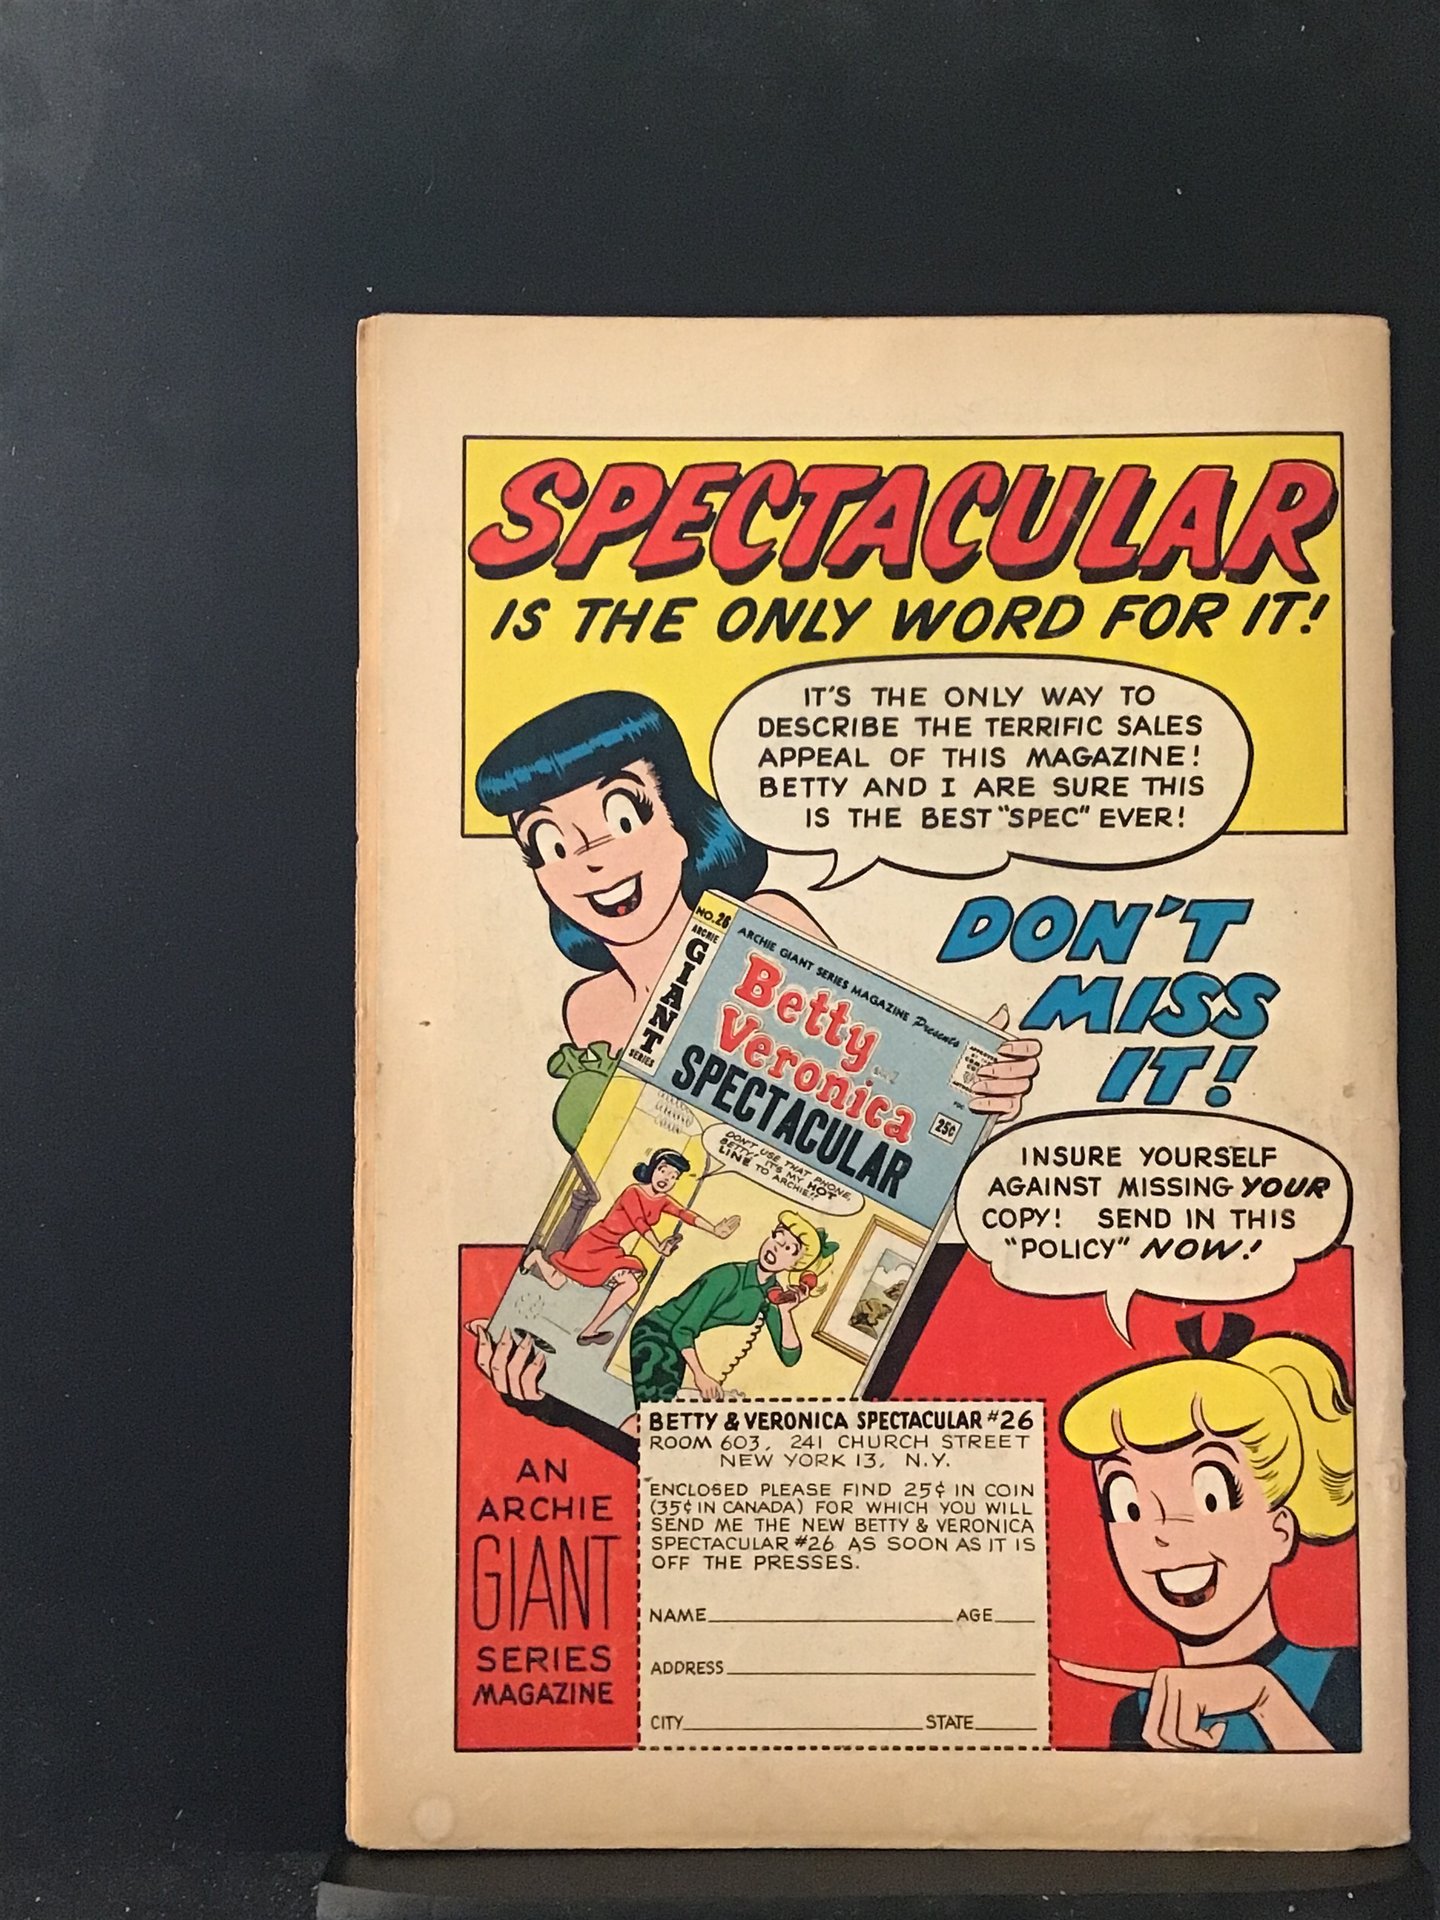 SPECTACULAR
IS THE ONLY WORD FOR IT!
IT'S THE ONLY WAY TO
DESCRIBE THE TERRIFIC SALES
APPEAL OF THIS MAGAZINE!
BETTY AND I ARE SURE THIS
IS THE BEST "SPEC" EVER!
DON'T
MISS
IT!
NO. 26
ARCHIE
GIANT
SERIES
ARCHIE GIANT SERIES MAGAZINE Presents
Betty and
Veronica
SPECTACULAR
APPROVED
BY THE
25¢
DON'T USE THAT PHONE,
BETTY, IT'S MY HOT
LINE TO ARCHIE!!
INSURE YOURSELF
AGAINST MISSING YOUR
COPY! SEND IN THIS
"POLICY" NOW!
AN
ARCHIE
GIANT
SERIES
MAGAZINE
BETTY & VERONICA SPECTACULAR #26
ROOM 603, 241 CHURCH STREET
NEW YORK 13, N.Y.
ENCLOSED PLEASE FIND 25¢ IN COIN
(35¢ IN CANADA) FOR WHICH YOU WILL
SEND ME THE NEW BETTY & VERONICA
SPECTACULAR #26 AS SOON AS IT IS
OFF THE PRESSES.
NAME AGE
ADDRESS
CITY STATE